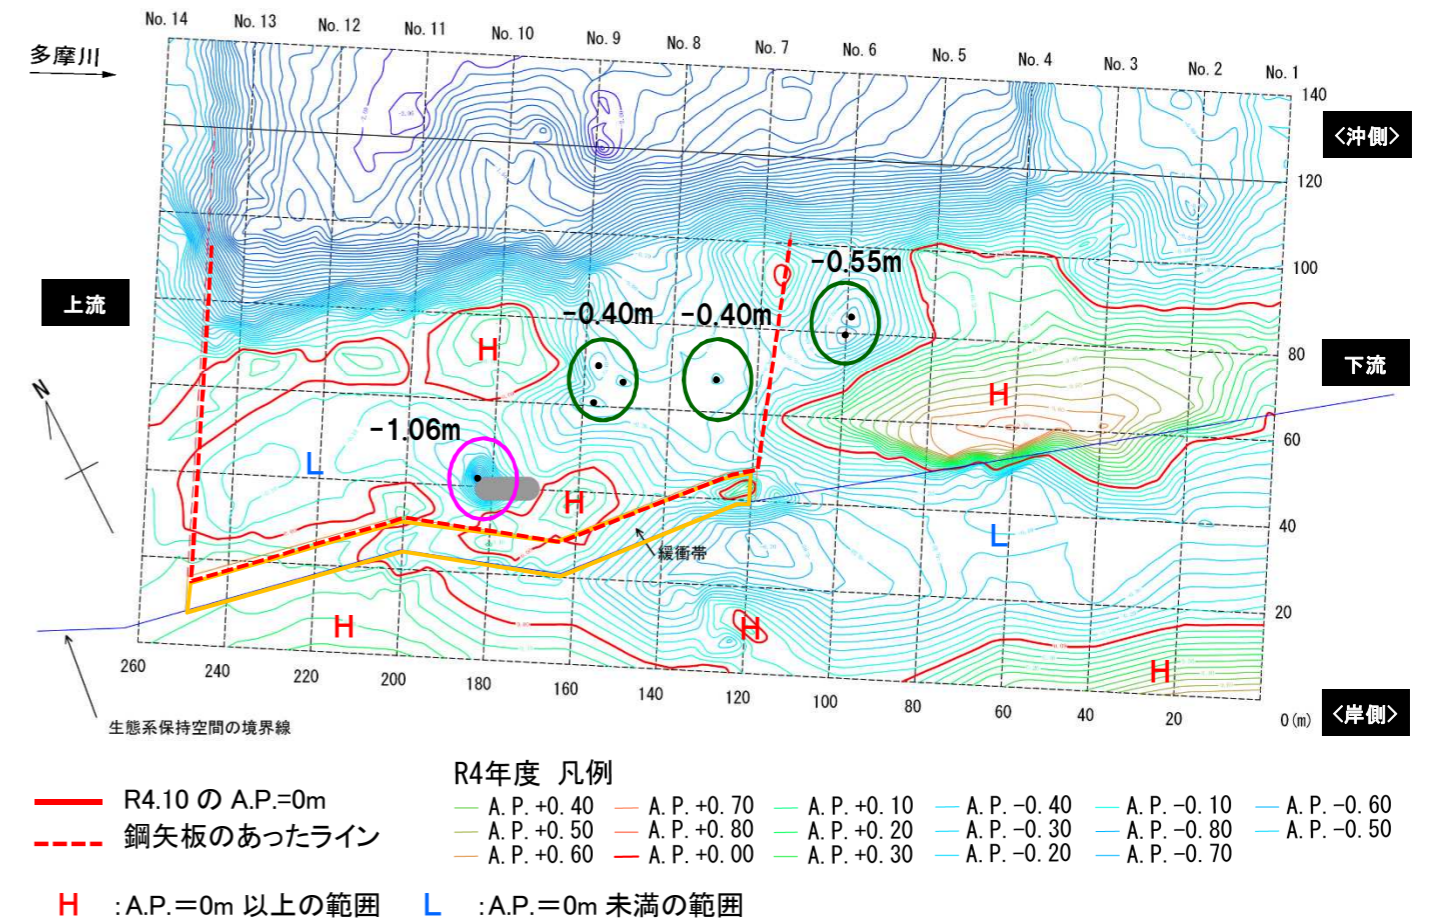 No. 14 No. 13 No. 12 No. 11 No. 10 No. 9 No. 8 No. 7 No. 6 No. 5 No. 4 No. 3 No. 2 No. 1
多摩川
140
<沖側>
120
100
-0.55m
上流
-0.40m -0.40m
H
80
下流
H
N
-1.06m
60
L
H
40
L
緩衝帯
20
H
H
H
260 240 220 200 180 160 140 120 100 80 60 40 20 0(m)
<岸側>
生態系保持空間の境界線
R4年度 凡例
R4.10 の A.P.=0m
鋼矢板のあったライン
A.P.+0.40 A.P.+0.70 A.P.+0.10 A.P.-0.40 A.P.-0.10 A.P.-0.60
A.P.+0.50 A.P.+0.80 A.P.+0.20 A.P.-0.30 A.P.-0.80 A.P.-0.50
A.P.+0.60 A.P.+0.00 A.P.+0.30 A.P.-0.20 A.P.-0.70
H :A.P.=0m 以上の範囲 L :A.P.=0m 未満の範囲